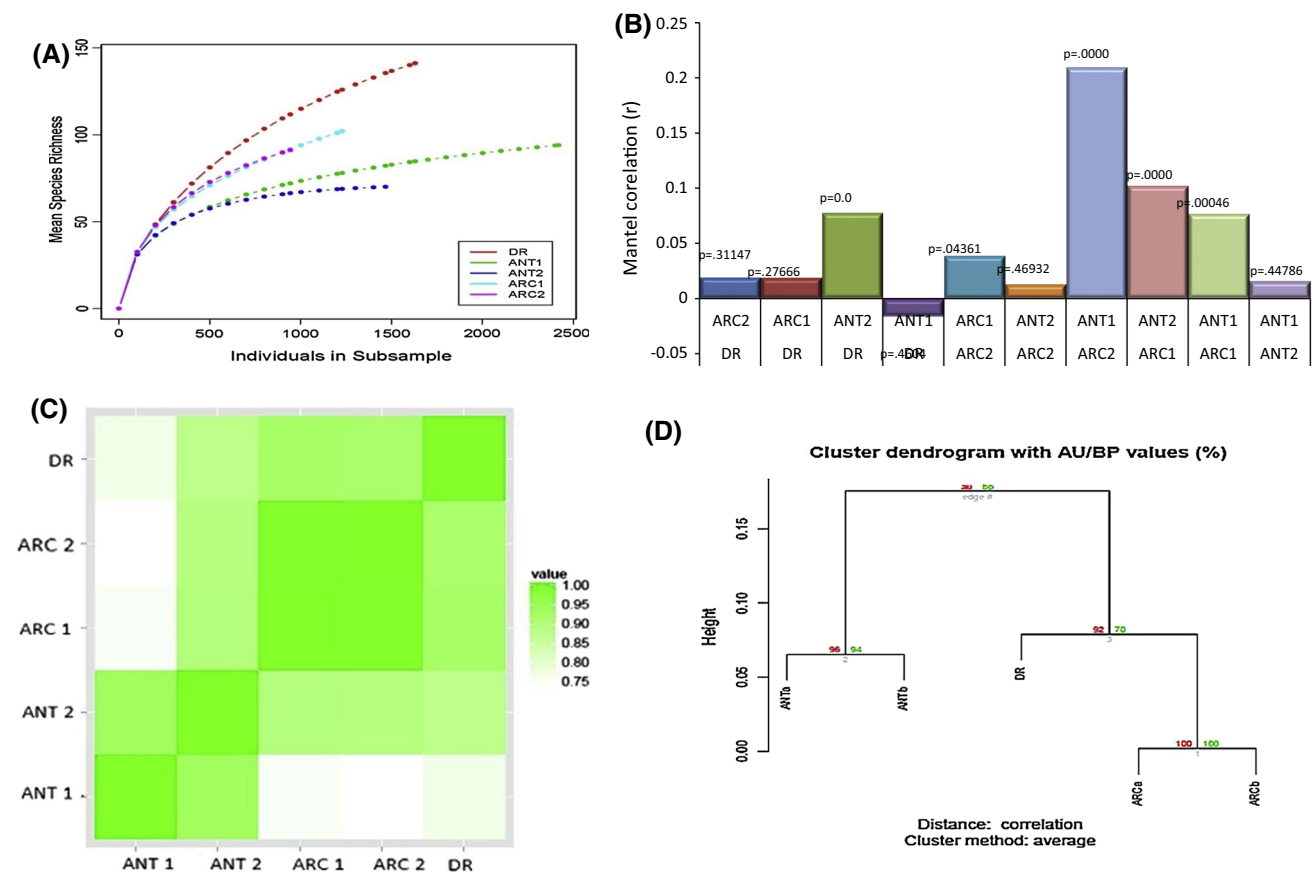 (A)
150
100
50
0
Mean Species Richness
0 500 1000 1500 2000 2500
Individuals in Subsample
DR
ANT1
ANT2
ARC1
ARC2
(B)
0.25
0.2
0.15
0.1
0.05
0
-0.05
Mantel corelation (r)
p=.31147
p=.27666
p=0.0
p=.04361
p=.46932
p=.0000
p=.0000
p=.00046
p=.44786
ARC2 ARC1 ANT2 ANT1 ARC1 ANT2 ANT1 ANT2 ANT1 ANT1
DR DR DR DR ARC2 ARC2 ARC2 ARC1 ARC1 ANT2
(C)
DR
ARC 2
ARC 1
ANT 2
ANT 1
ANT 1 ANT 2 ARC 1 ARC 2 DR
value
1.00
0.95
0.90
0.85
0.80
0.75
(D)
Cluster dendrogram with AU/BP values (%)
Height
0.15
0.10
0.05
0.00
edge #
96 94
2
92 70
3
100 100
1
ANTa
ANTb
DR
ARCa
ARCb
Distance: correlation
Cluster method: average